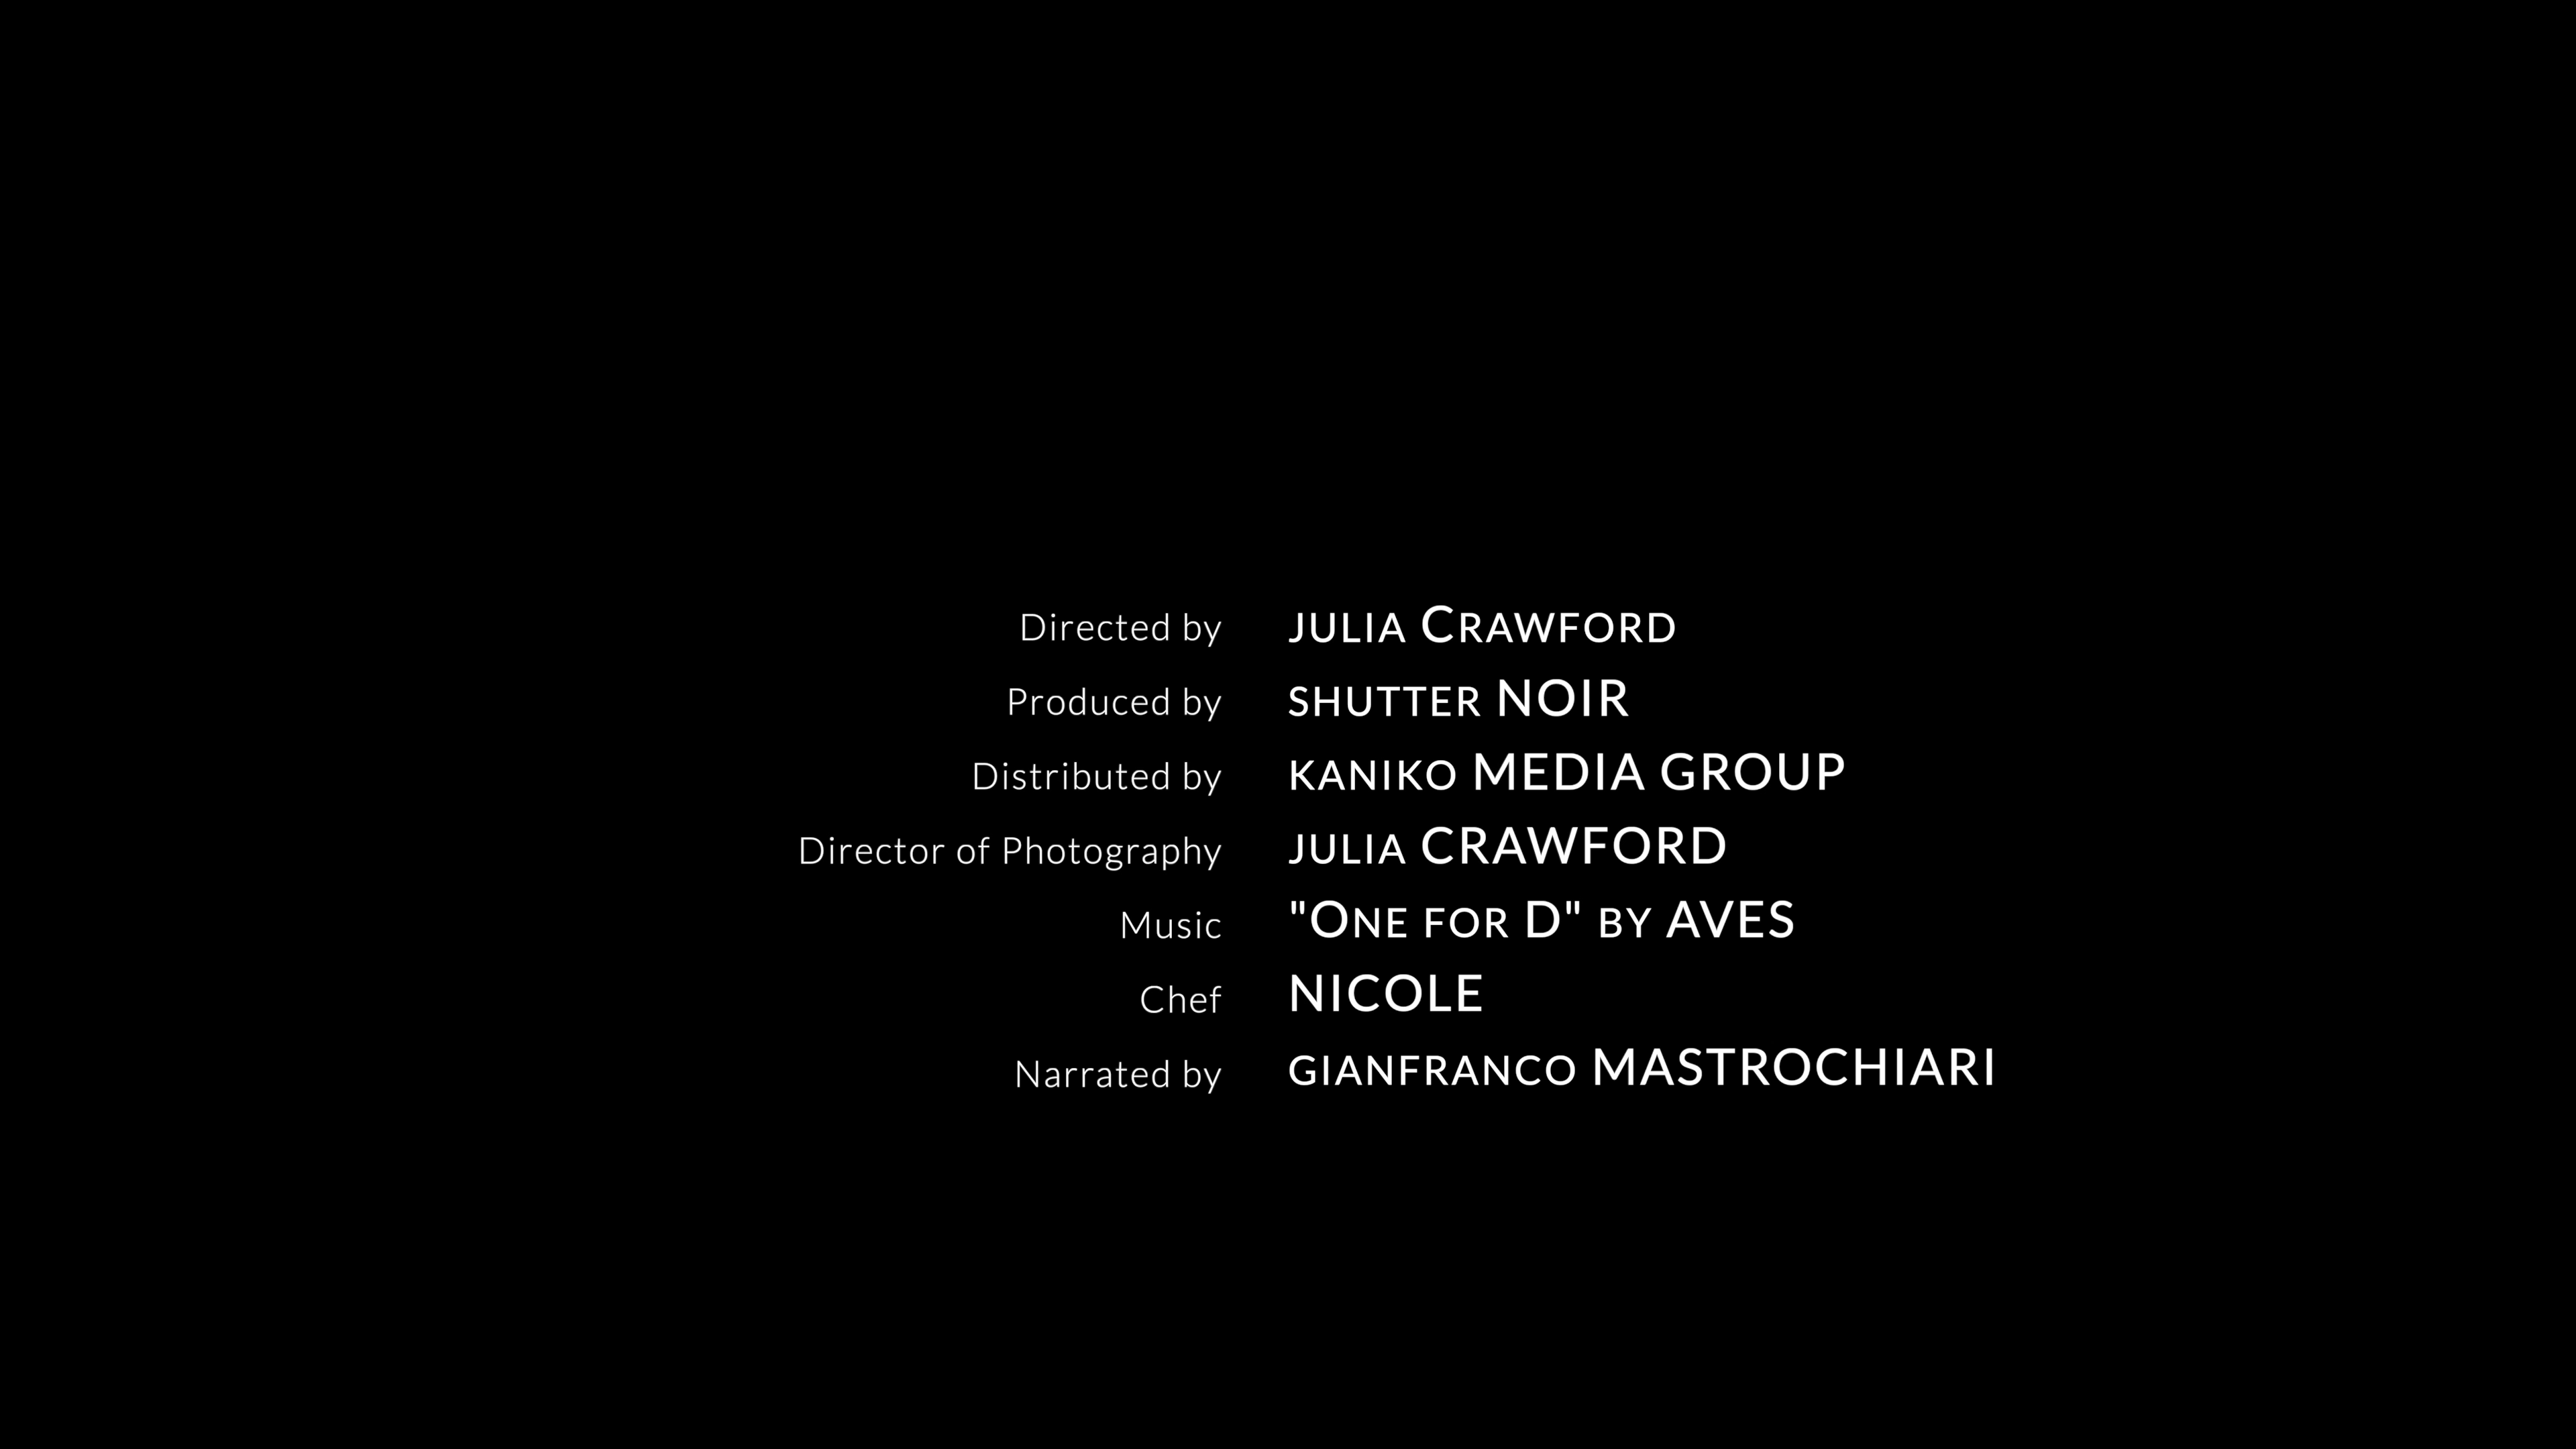 Directed by JULIA CRAWFORD
Produced by SHUTTER NOIR
Distributed by KANIKO MEDIA GROUP
Director of Photography JULIA CRAWFORD
Music "ONE FOR D" BY AVES
Chef NICOLE
Narrated by GIANFRANCO MASTROCHIARI